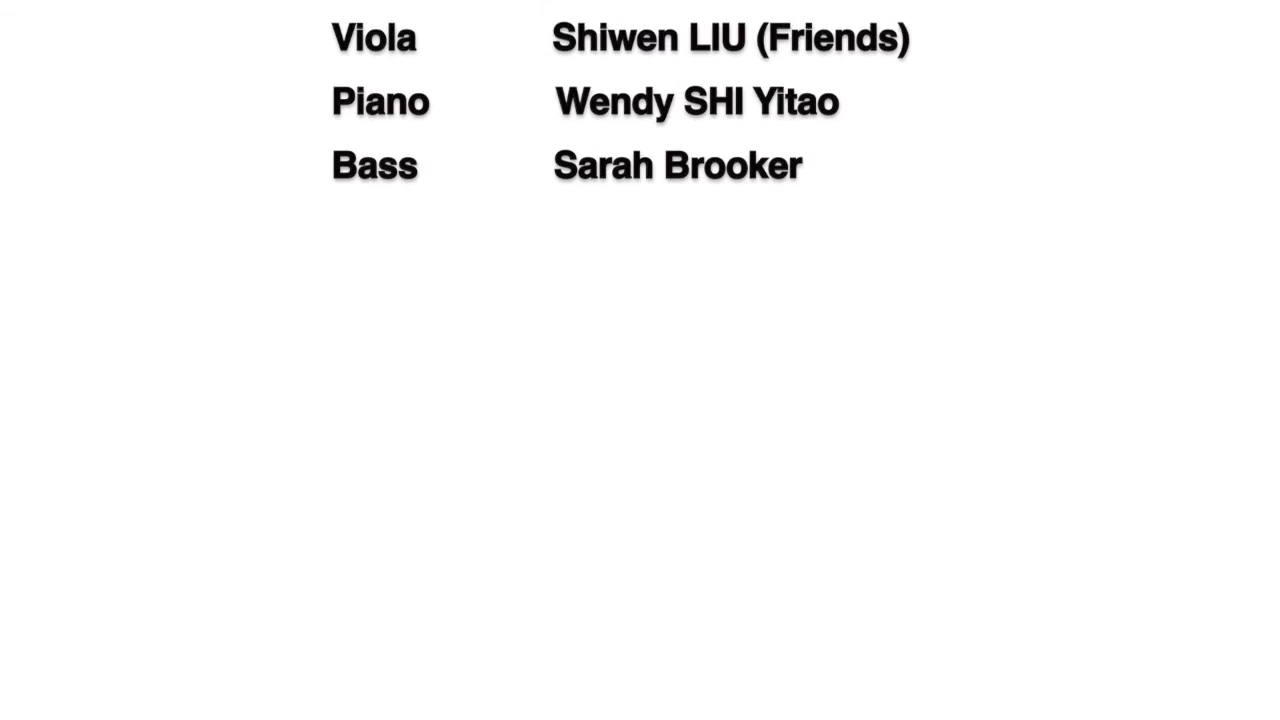 Viola Shiwen LIU (Friends)
Piano Wendy SHI Yitao
Bass Sarah Brooker